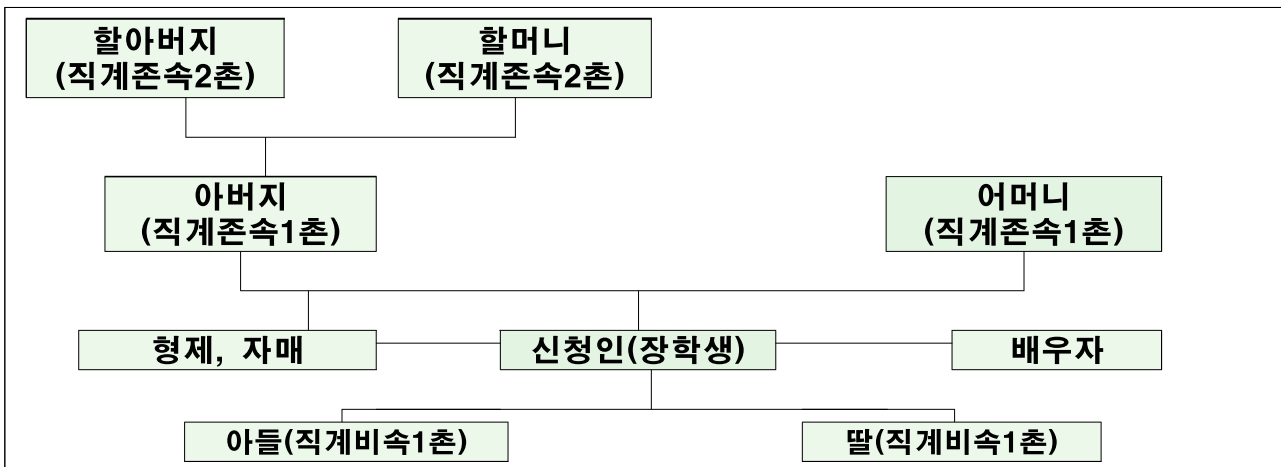 할아버지
(직계존속2촌)
할머니
(직계존속2촌)
아버지
(직계존속1촌)
어머니
(직계존속1촌)
형제, 자매
신청인(장학생)
배우자
아들(직계비속1촌)
딸(직계비속1촌)